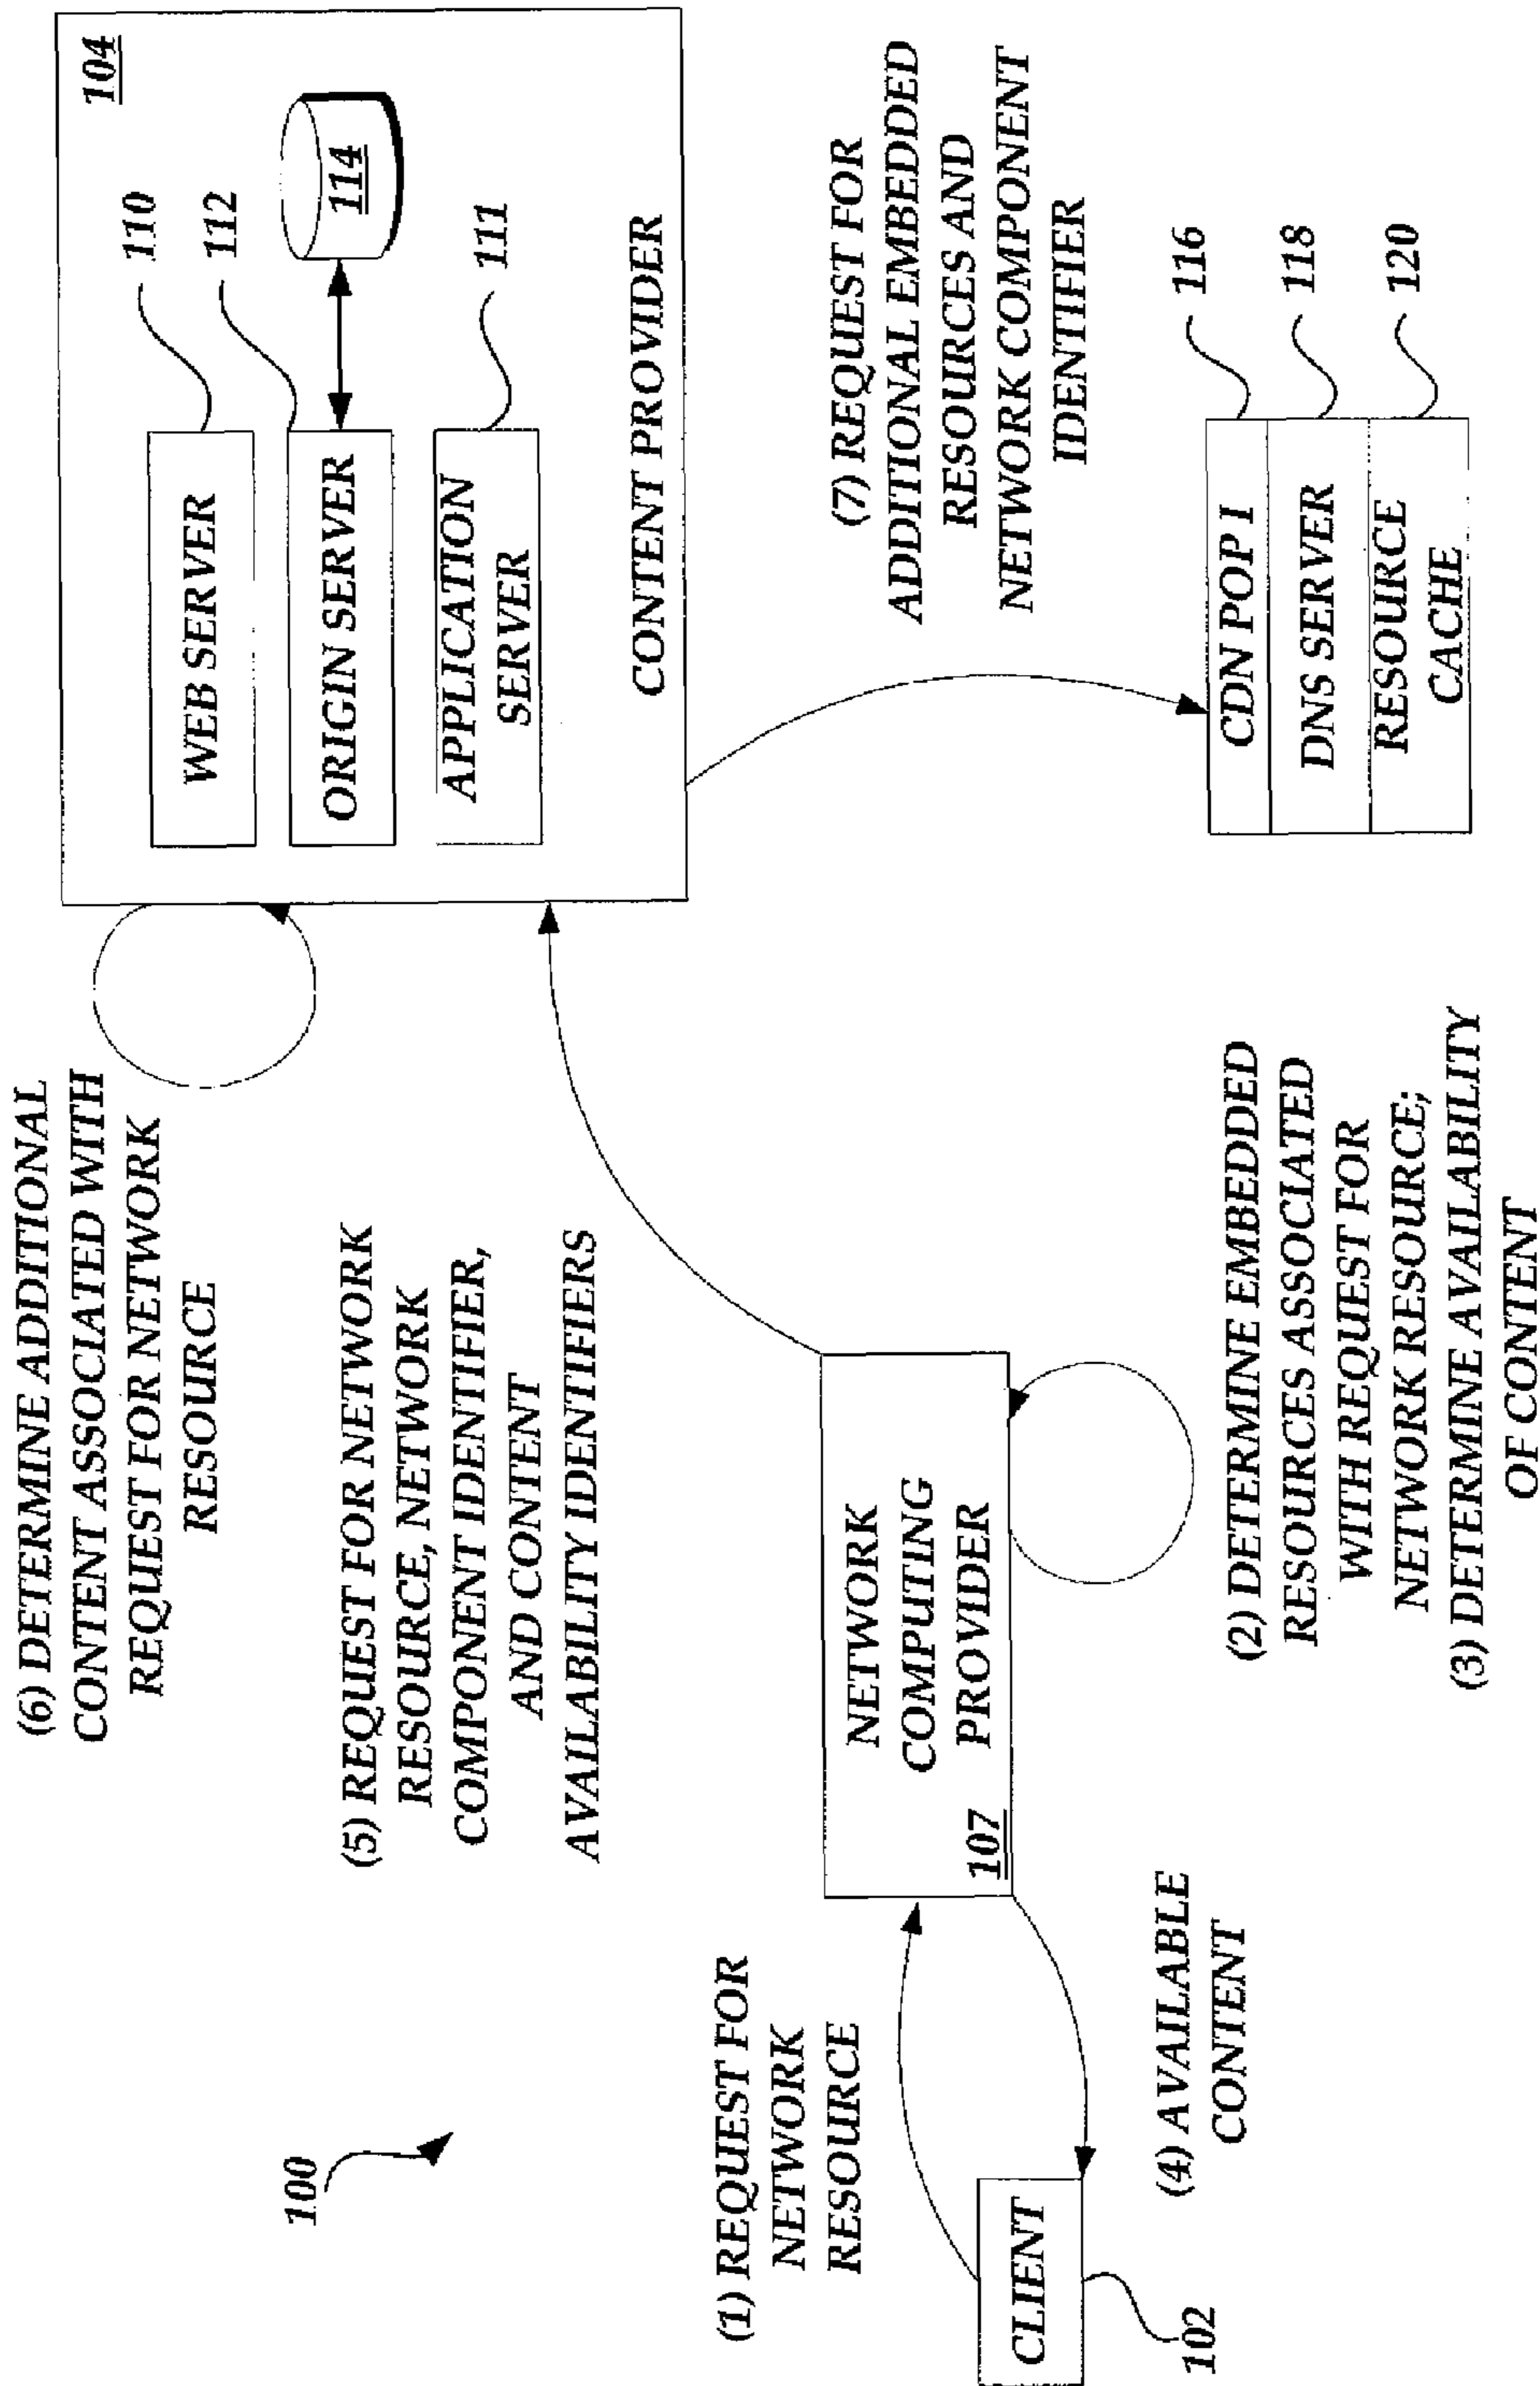 (6) DETERMINE ADDITIONAL
CONTENT ASSOCIATED WITH
REQUEST FOR NETWORK
RESOURCE
104
WEB SERVER
110
112
ORIGIN SERVER
114
APPLICATION
SERVER
111
CONTENT PROVIDER
100
(5) REQUEST FOR NETWORK
RESOURCE, NETWORK
COMPONENT IDENTIFIER,
AND CONTENT
AVAILABILITY IDENTIFIERS
(1) REQUEST FOR
NETWORK
RESOURCE
NETWORK
COMPUTING
PROVIDER
107
(7) REQUEST FOR
ADDITIONAL EMBEDDED
RESOURCES AND
NETWORK COMPONENT
IDENTIFIER
CLIENT
102
(4) AVAILABLE
CONTENT
(2) DETERMINE EMBEDDED
RESOURCES ASSOCIATED
WITH REQUEST FOR
NETWORK RESOURCE;
(3) DETERMINE AVAILABILITY
OF CONTENT
CDN POP I
116
DNS SERVER
118
RESOURCE
CACHE
120